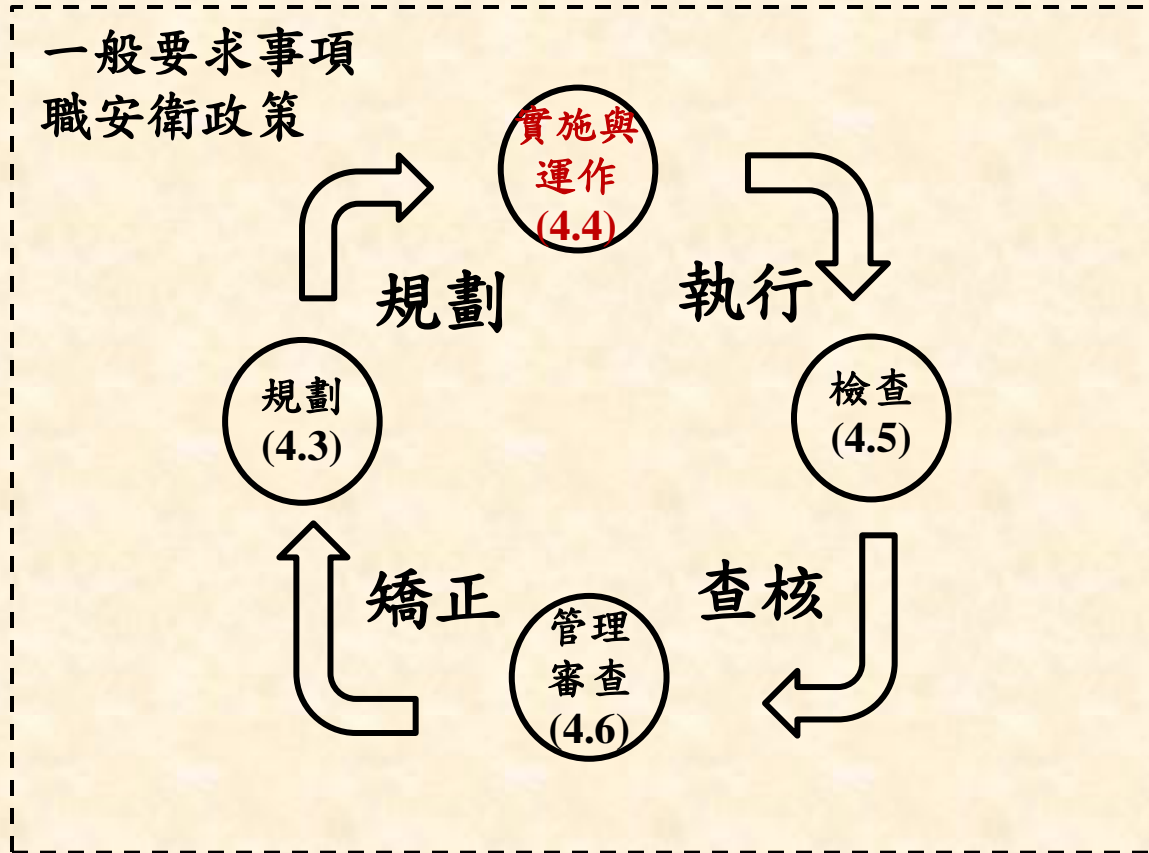 一般要求事項
職安衛政策
實施與
運作
(4.4)
規劃
執行
規劃
(4.3)
檢查
(4.5)
矯正
查核
管理
審查
(4.6)